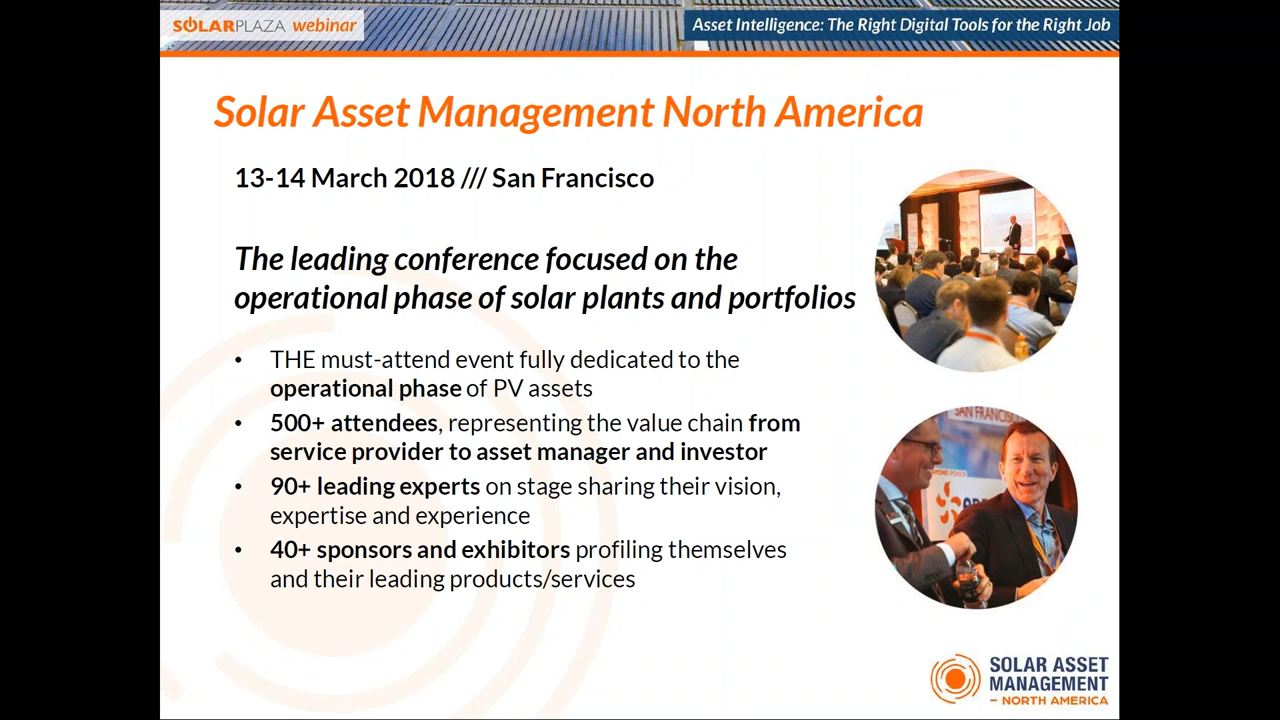 SOLARPLAZA webinar
Asset Intelligence: The Right Digital Tools for the Right Job
Solar Asset Management North America
13-14 March 2018 /// San Francisco
The leading conference focused on the
operational phase of solar plants and portfolios
• THE must-attend event fully dedicated to the
operational phase of PV assets
• 500+ attendees, representing the value chain from
service provider to asset manager and investor
• 90+ leading experts on stage sharing their vision,
expertise and experience
• 40+ sponsors and exhibitors profiling themselves
and their leading products/services
SAN FRANCISC
SOLAR ASSET
MANAGEMENT
– NORTH AMERICA